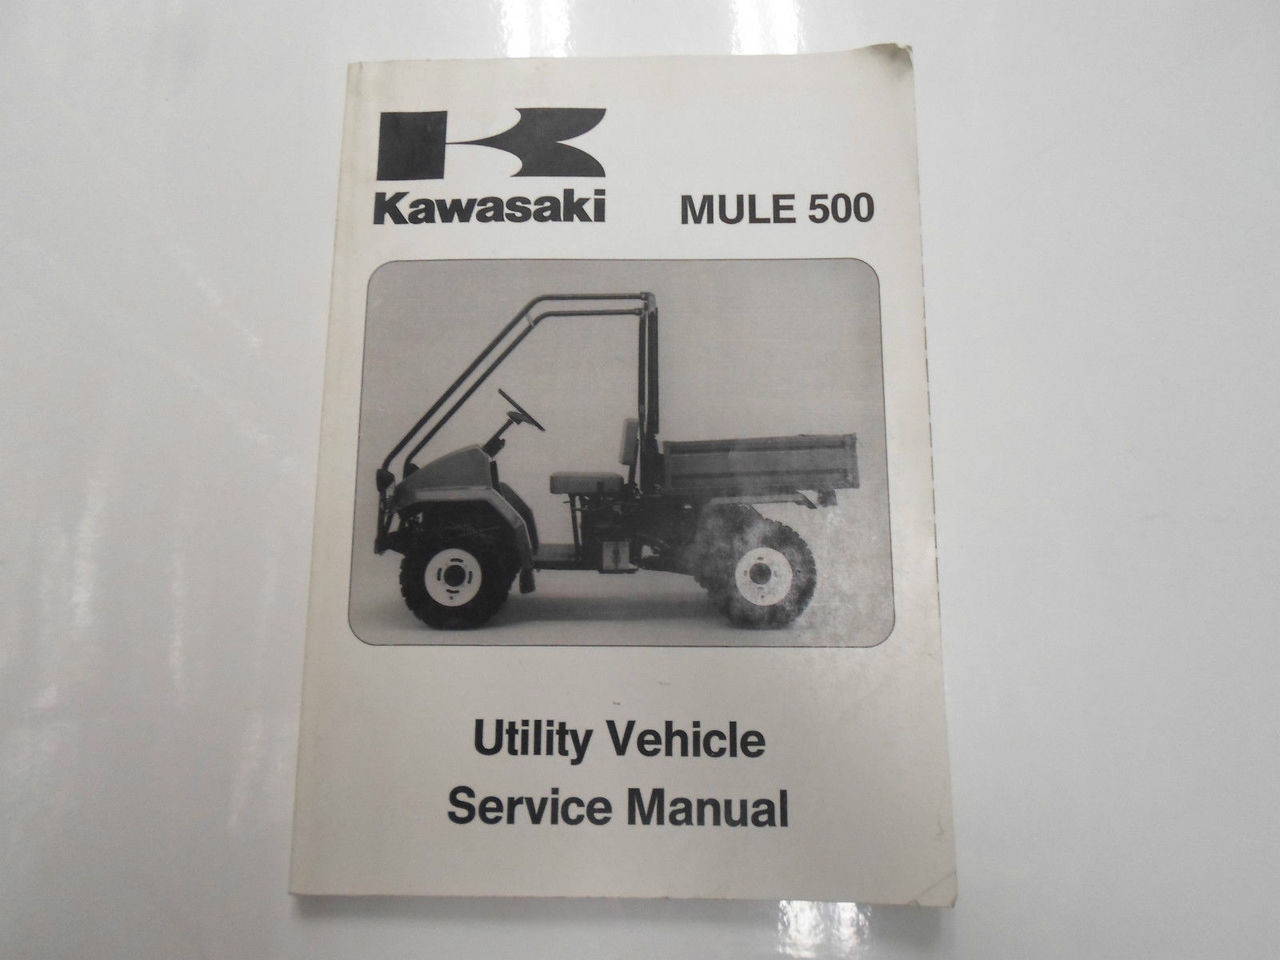 Kawasaki
MULE 500
Utility Vehicle
Service Manual